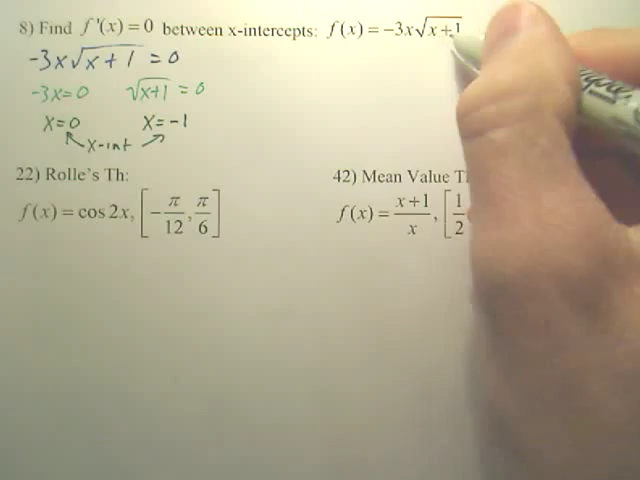 8) Find f '(x) = 0 between x-intercepts: f(x) = −3x√(x+1)
-3x√(x+1) = 0
-3x=0 √(x+1) = 0
x=0 x=-1
x-int
22) Rolle's Th: 42) Mean Value
f(x) = cos 2x, [−π/12, π/6] f(x) = (x+1)/x, [1/2